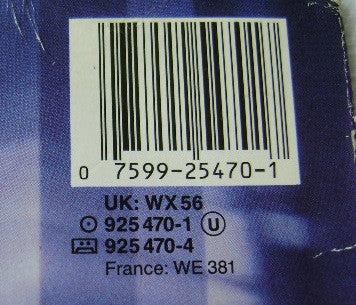 0 7599-25470-1
UK: WX 56
925 470-1 U
925 470-4
France: WE 381